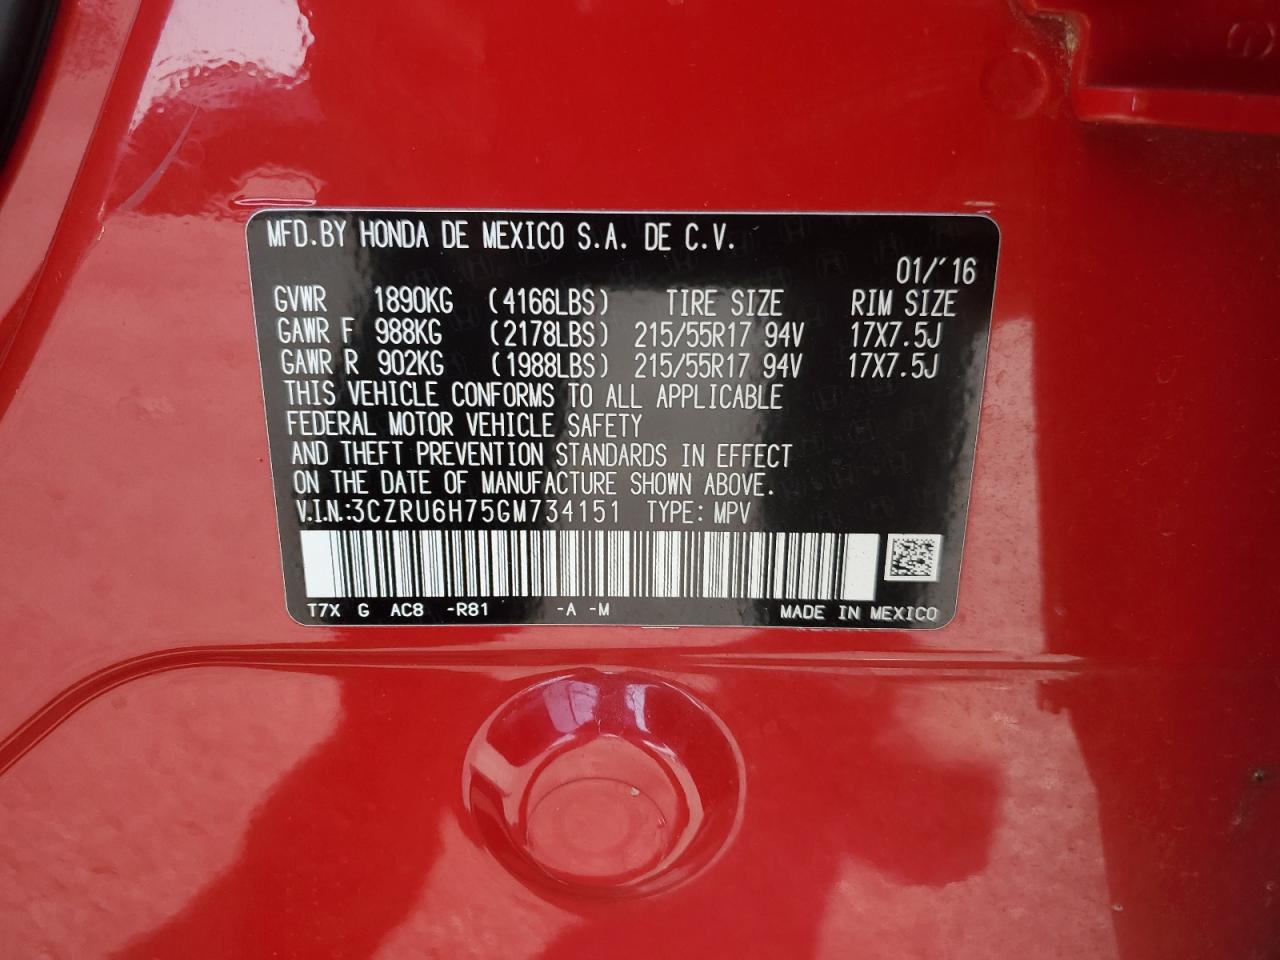 MFD.BY HONDA DE MEXICO S.A. DE C.V.
01/'16
GVWR 1890KG (4166LBS) TIRE SIZE RIM SIZE
GAWR F 988KG (2178LBS) 215/55R17 94V 17X7.5J
GAWR R 902KG (1988LBS) 215/55R17 94V 17X7.5J
THIS VEHICLE CONFORMS TO ALL APPLICABLE
FEDERAL MOTOR VEHICLE SAFETY
AND THEFT PREVENTION STANDARDS IN EFFECT
ON THE DATE OF MANUFACTURE SHOWN ABOVE.
V.I.N.:3CZRU6H75GM734151 TYPE: MPV
T7X G AC8 -R81 -A -M MADE IN MEXICO